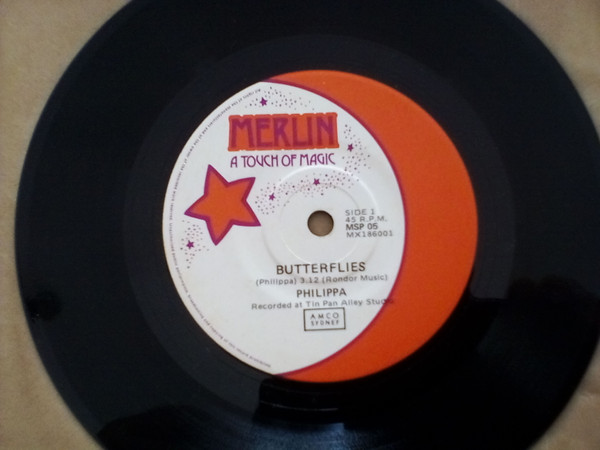 MERLIN
A TOUCH OF MAGIC
SIDE 1
45 R.P.M.
MSP 05
MX186001
BUTTERFLIES
(Philippa) 3.12 (Rondor Music)
PHILIPPA
Recorded at Tin Pan Alley Studio
AMCO
SYDNEY